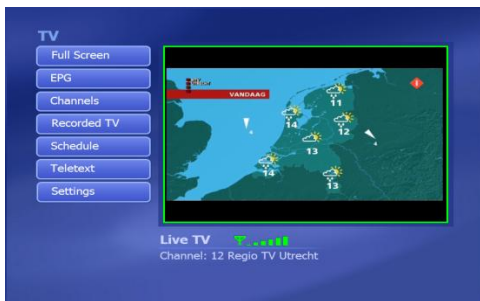 TV
Full Screen
EPG
Channels
Recorded TV
Schedule
Teletext
Settings
VANDAAG
11
14
12
13
14
13
Live TV
Channel: 12 Regio TV Utrecht